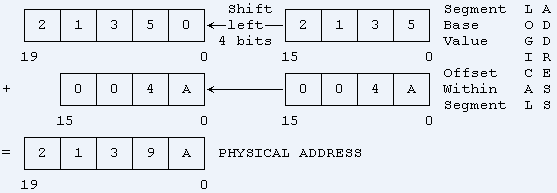 Shift left 4 bits
2 1 3 5 0
2 1 3 5
Segment Base Value
19 0
15 0
+
0 0 4 A
0 0 4 A
Offset Within Segment
15 0
15 0
=
2 1 3 9 A
PHYSICAL ADDRESS
19 0
LOGICAL
ADDRESS